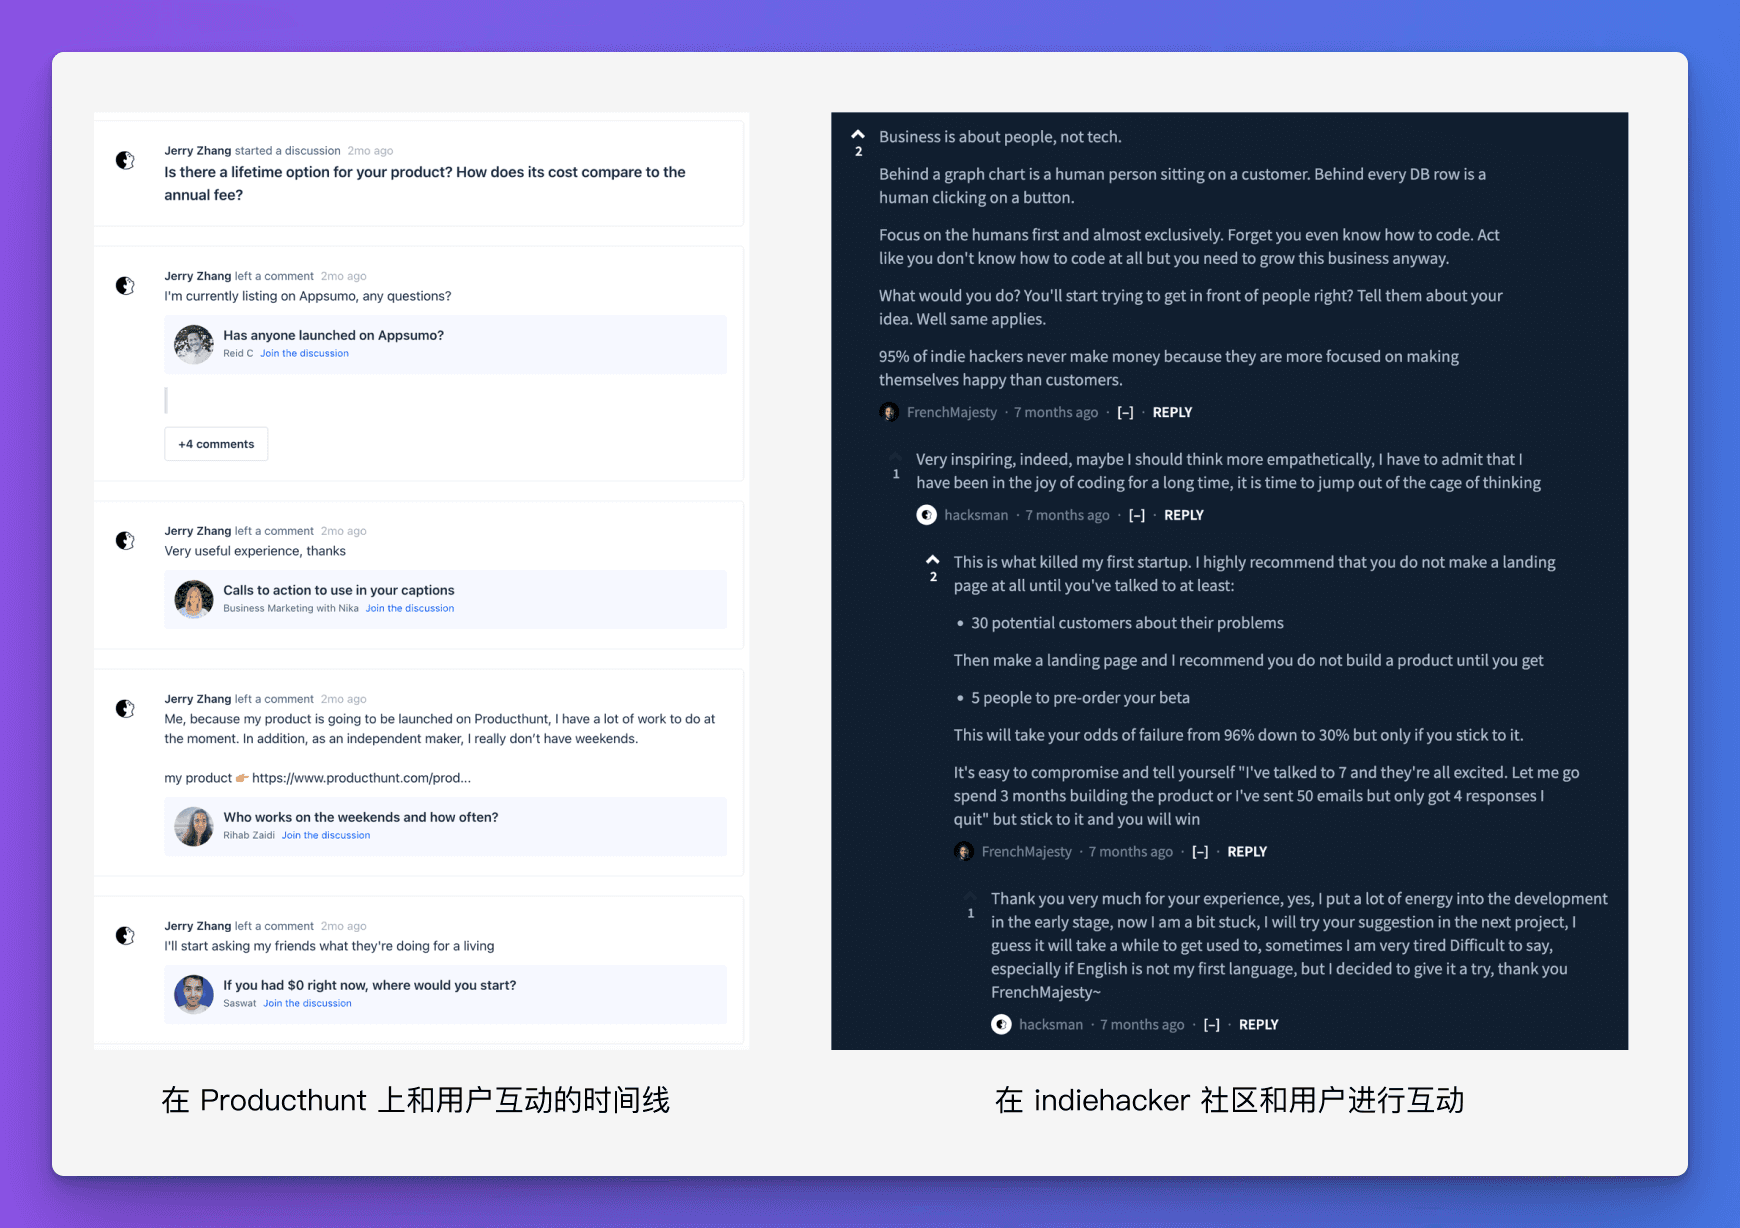 Jerry Zhang started a discussion 2mo ago
Is there a lifetime option for your product? How does its cost compare to the
annual fee?
Jerry Zhang left a comment 2mo ago
I'm currently listing on Appsumo, any questions?
Has anyone launched on Appsumo?
Reid C Join the discussion
+4 comments
Jerry Zhang left a comment 2mo ago
Very useful experience, thanks
Calls to action to use in your captions
Business Marketing with Nika Join the discussion
Jerry Zhang left a comment 2mo ago
Me, because my product is going to be launched on Producthunt, I have a lot of work to do at
the moment. In addition, as an independent maker, I really don't have weekends.
my product 👉🏼 https://www.producthunt.com/prod...
Who works on the weekends and how often?
Rihab Zaidi Join the discussion
Jerry Zhang left a comment 2mo ago
I'll start asking my friends what they're doing for a living
If you had $0 right now, where would you start?
Saswat Join the discussion
在 Producthunt 上和用户互动的时间线
2
Business is about people, not tech.
Behind a graph chart is a human person sitting on a customer. Behind every DB row is a
human clicking on a button.
Focus on the humans first and almost exclusively. Forget you even know how to code. Act
like you don't know how to code at all but you need to grow this business anyway.
What would you do? You'll start trying to get in front of people right? Tell them about your
idea. Well same applies.
95% of indie hackers never make money because they are more focused on making
themselves happy than customers.
FrenchMajesty · 7 months ago · [–] · REPLY
1
Very inspiring, indeed, maybe I should think more empathetically, I have to admit that I
have been in the joy of coding for a long time, it is time to jump out of the cage of thinking
hacksman · 7 months ago · [–] · REPLY
2
This is what killed my first startup. I highly recommend that you do not make a landing
page at all until you've talked to at least:
• 30 potential customers about their problems
Then make a landing page and I recommend you do not build a product until you get
• 5 people to pre-order your beta
This will take your odds of failure from 96% down to 30% but only if you stick to it.
It's easy to compromise and tell yourself "I've talked to 7 and they're all excited. Let me go
spend 3 months building the product or I've sent 50 emails but only got 4 responses I
quit" but stick to it and you will win
FrenchMajesty · 7 months ago · [–] · REPLY
1
Thank you very much for your experience, yes, I put a lot of energy into the development
in the early stage, now I am a bit stuck, I will try your suggestion in the next project, I
guess it will take a while to get used to, sometimes I am very tired Difficult to say,
especially if English is not my first language, but I decided to give it a try, thank you
FrenchMajesty~
hacksman · 7 months ago · [–] · REPLY
在 indiehacker 社区和用户进行互动